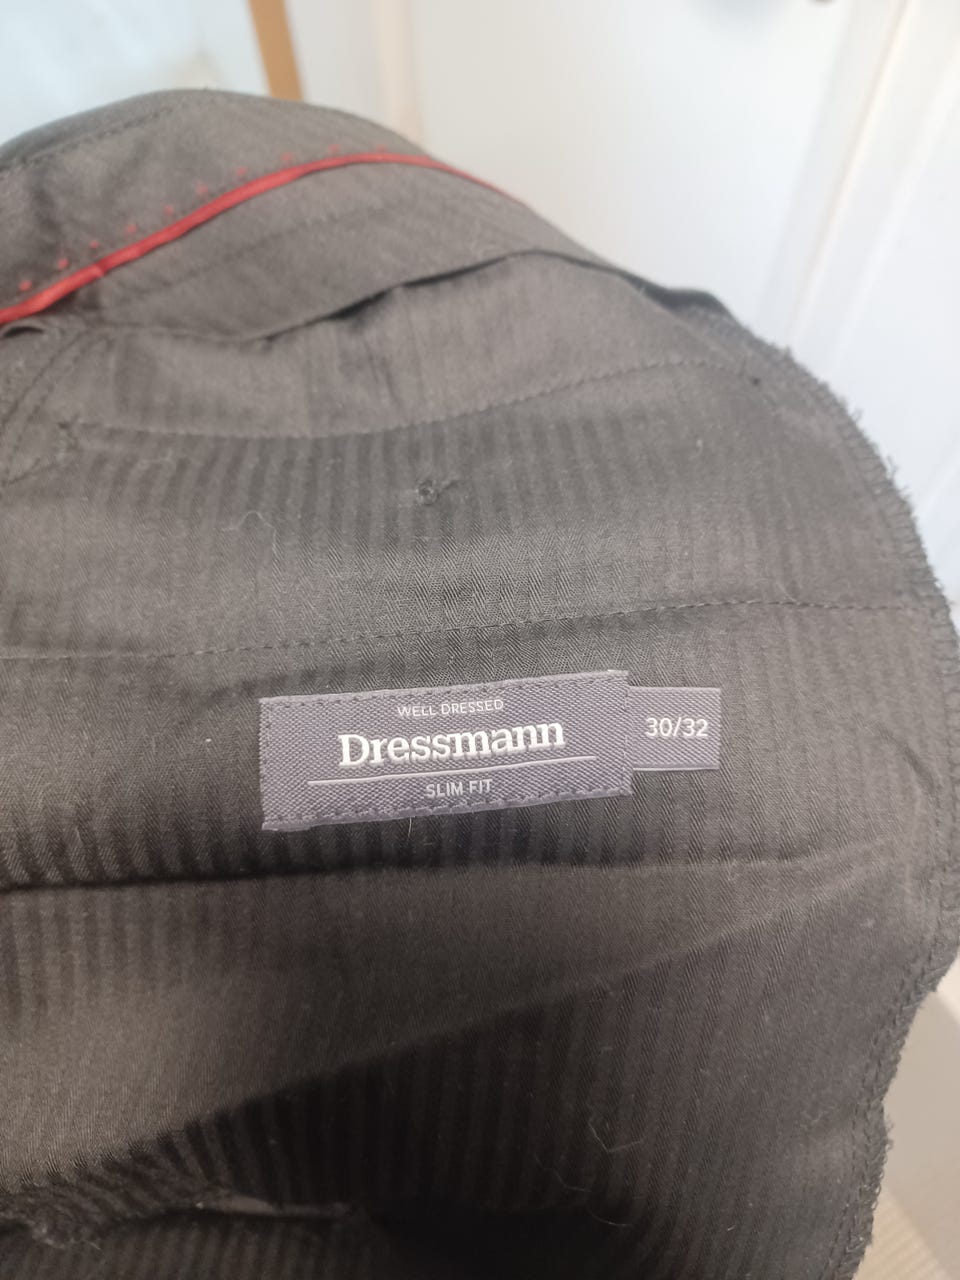 WELL DRESSED
Dressmann
SLIM FIT
30/32